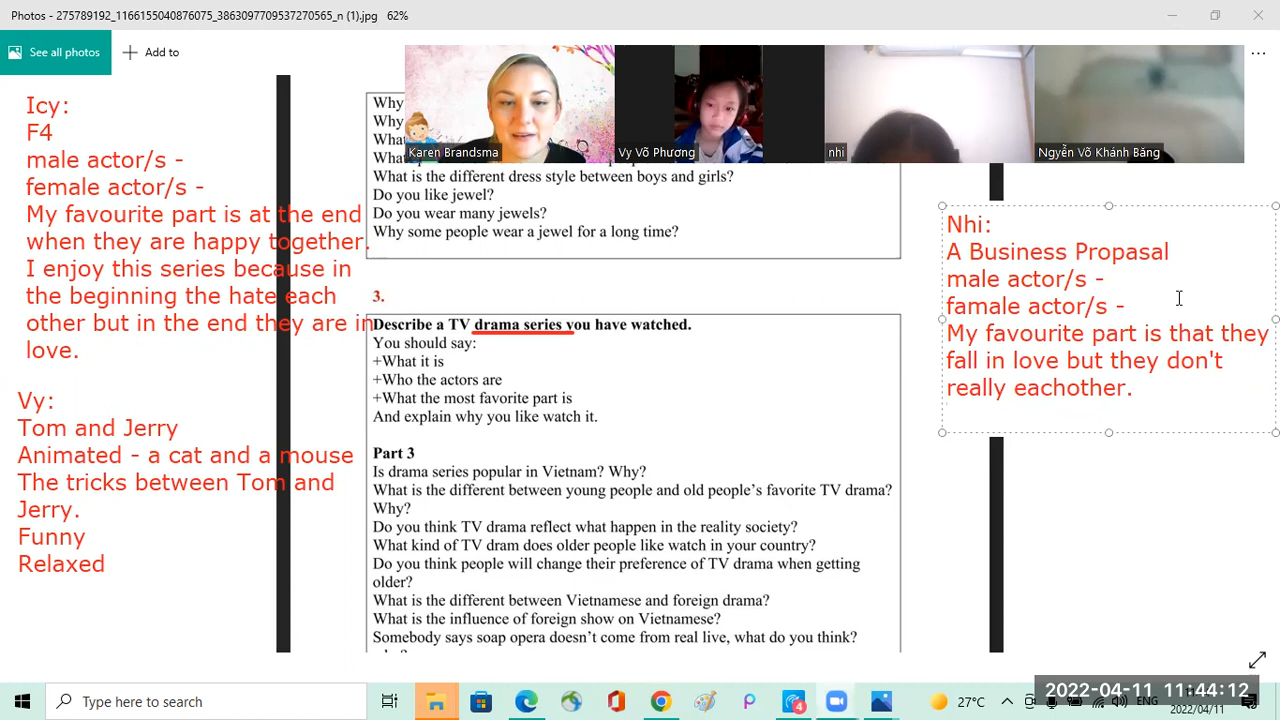 Photos - 275789192_1166155040876075_3863097709537270565_n (1).jpg   62%
See all photos
Add to
Karen Brandsma
Vy Võ Phương
nhi
Nguyễn Võ Khánh Băng
Icy:
F4
male actor/s -
female actor/s -
My favourite part is at the end
when they are happy together.
I enjoy this series because in
the beginning the hate each
other but in the end they are in
love.
Vy:
Tom and Jerry
Animated - a cat and a mouse
The tricks between Tom and
Jerry.
Funny
Relaxed
Why
Why
What
What
What is the different dress style between boys and girls?
Do you like jewel?
Do you wear many jewels?
Why some people wear a jewel for a long time?
3.
Describe a TV drama series you have watched.
You should say:
+What it is
+Who the actors are
+What the most favorite part is
And explain why you like watch it.
Part 3
Is drama series popular in Vietnam? Why?
What is the different between young people and old people's favorite TV drama?
Why?
Do you think TV drama reflect what happen in the reality society?
What kind of TV dram does older people like watch in your country?
Do you think people will change their preference of TV drama when getting
older?
What is the different between Vietnamese and foreign drama?
What is the influence of foreign show on Vietnamese?
Somebody says soap opera doesn't come from real live, what do you think?
Nhi:
A Business Propasal
male actor/s -
famale actor/s -
My favourite part is that they
fall in love but they don't
really eachother.
Type here to search
4
27°C
ENG
2022-04-11 11:44:12
2022/04/11